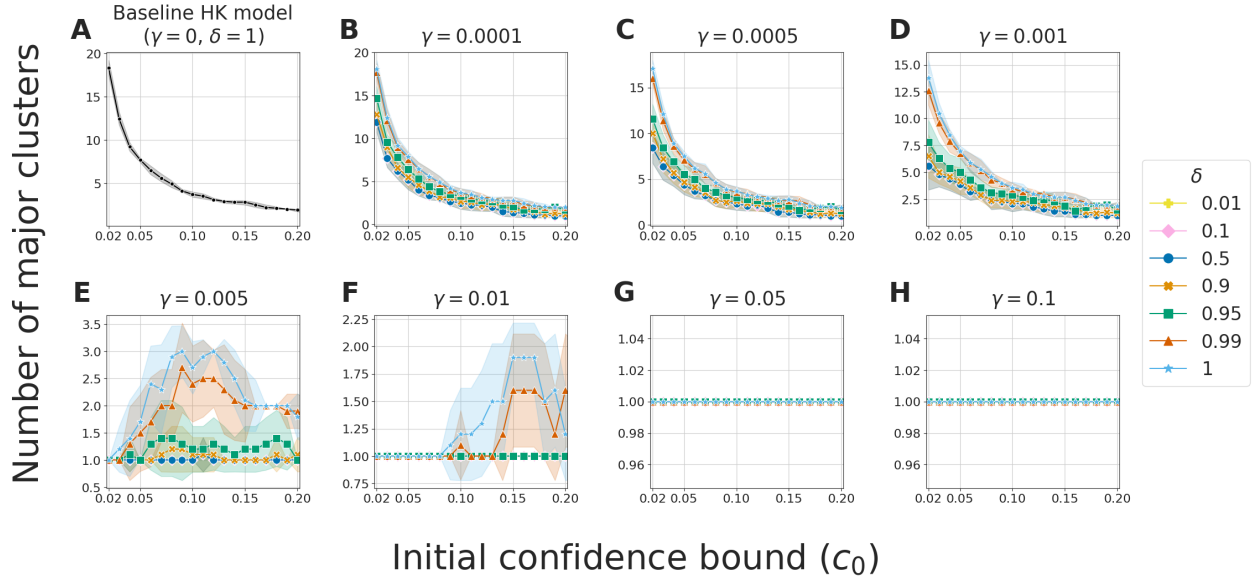 Number of major clusters
A
Baseline HK model
(γ = 0, δ = 1)
20
15
10
5
0.02 0.05 0.10 0.15 0.20
B
γ = 0.0001
20
15
10
5
0
0.02 0.05 0.10 0.15 0.20
C
γ = 0.0005
15
10
5
0
0.02 0.05 0.10 0.15 0.20
D
γ = 0.001
15.0
12.5
10.0
7.5
5.0
2.5
0.02 0.05 0.10 0.15 0.20
E
γ = 0.005
3.5
3.0
2.5
2.0
1.5
1.0
0.5
0.02 0.05 0.10 0.15 0.20
F
γ = 0.01
2.25
2.00
1.75
1.50
1.25
1.00
0.75
0.02 0.05 0.10 0.15 0.20
G
γ = 0.05
1.04
1.02
1.00
0.98
0.96
0.02 0.05 0.10 0.15 0.20
H
γ = 0.1
1.04
1.02
1.00
0.98
0.96
0.02 0.05 0.10 0.15 0.20
δ
0.01
0.1
0.5
0.9
0.95
0.99
1
Initial confidence bound (c₀)